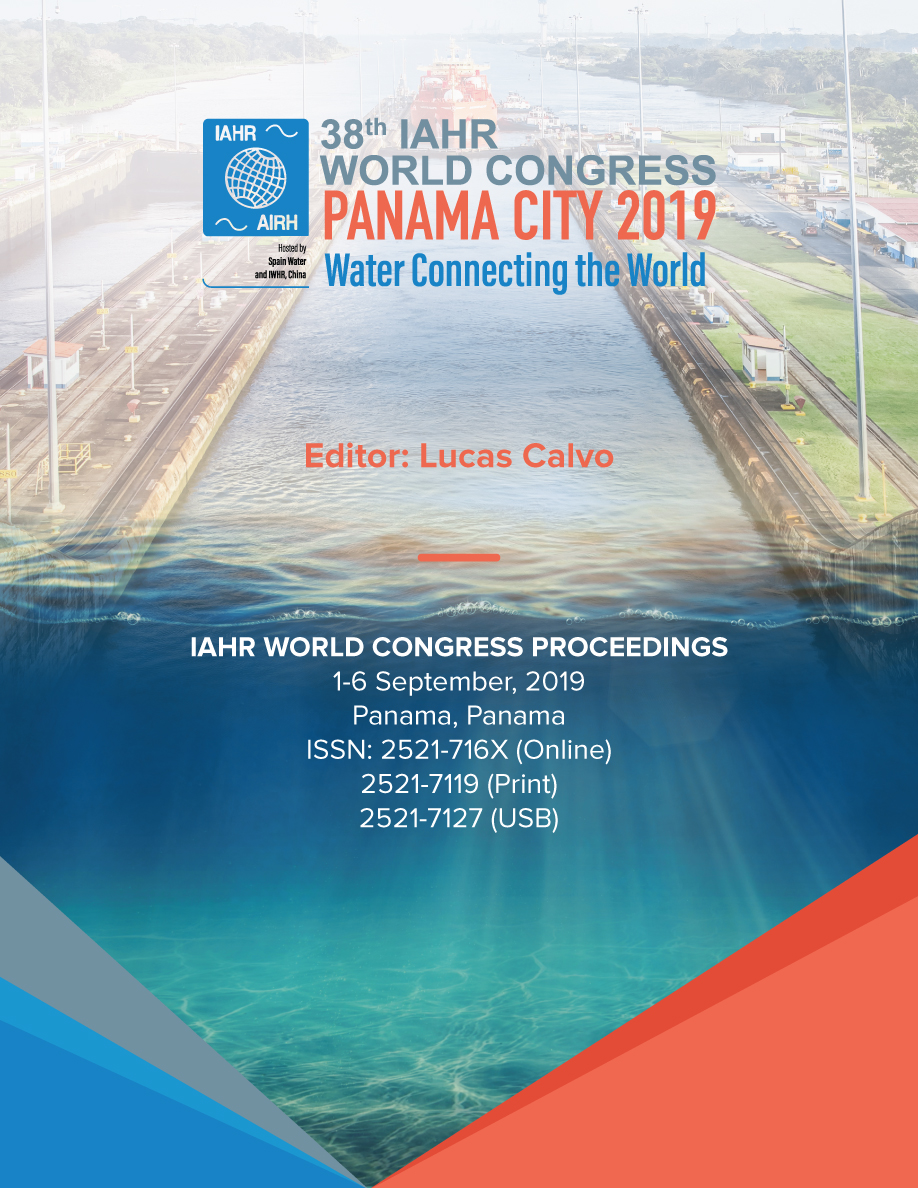 IAHR
AIRH
Hosted by
Spain Water
and IWHR, China
38th IAHR
WORLD CONGRESS
PANAMA CITY 2019
Water Connecting the World
Editor: Lucas Calvo
IAHR WORLD CONGRESS PROCEEDINGS
1-6 September, 2019
Panama, Panama
ISSN: 2521-716X (Online)
2521-7119 (Print)
2521-7127 (USB)